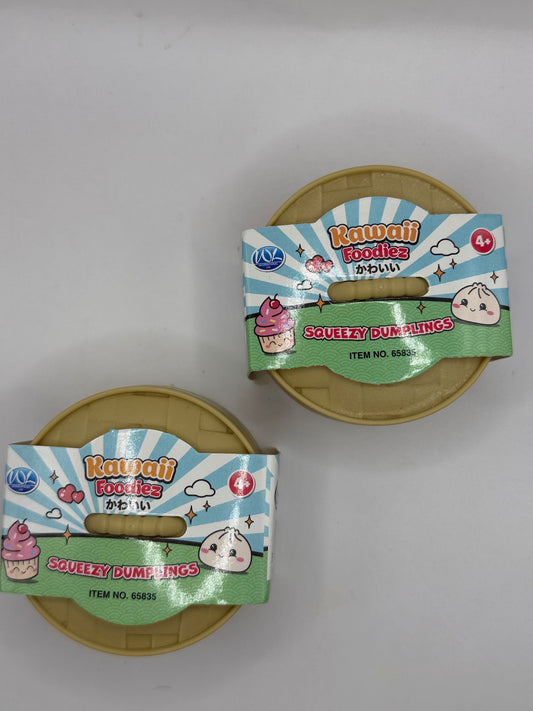 Kawaii
Foodiez
かわいい
4+
SQUEEZY DUMPLINGS
ITEM NO. 65835
Kawaii
Foodiez
かわいい
4+
SQUEEZY DUMPLINGS
ITEM NO. 65835